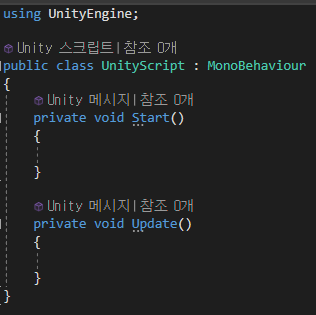 using UnityEngine;
Unity 스크립트|참조 0개
public class UnityScript : MonoBehaviour
{
Unity 메시지|참조 0개
private void Start()
{
}
Unity 메시지|참조 0개
private void Update()
{
}
}